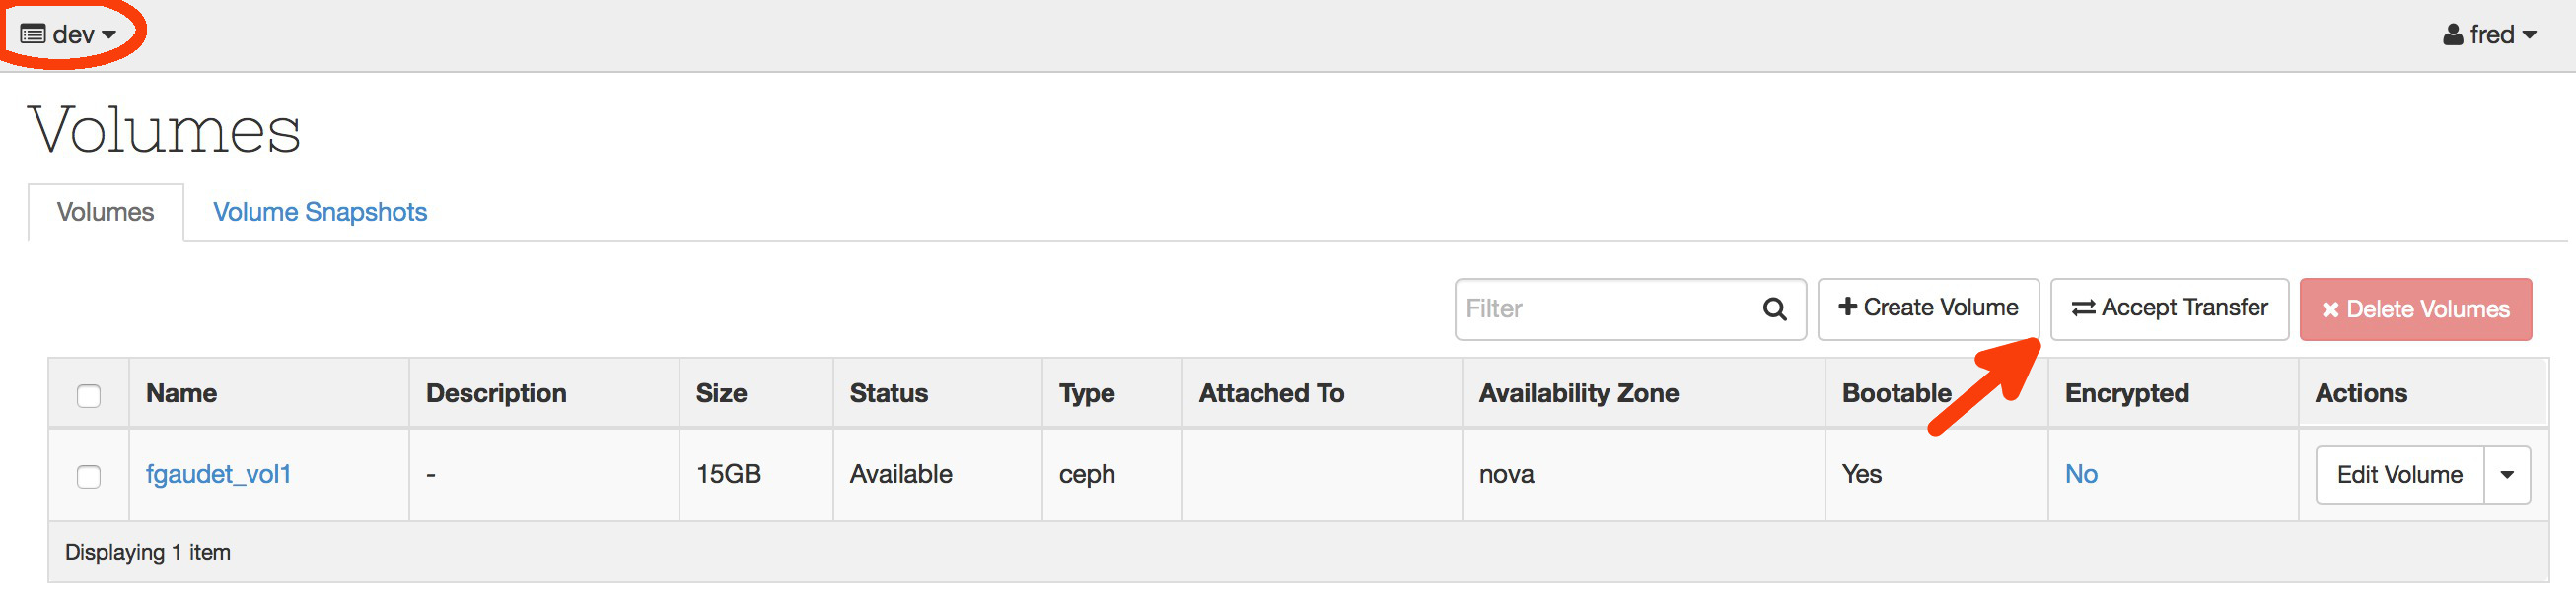 dev fred
Volumes
Volumes Volume Snapshots
Filter Create Volume Accept Transfer Delete Volumes
Name Description Size Status Type Attached To Availability Zone Bootable Encrypted Actions
fgaudet_vol1 - 15GB Available ceph nova Yes No Edit Volume
Displaying 1 item